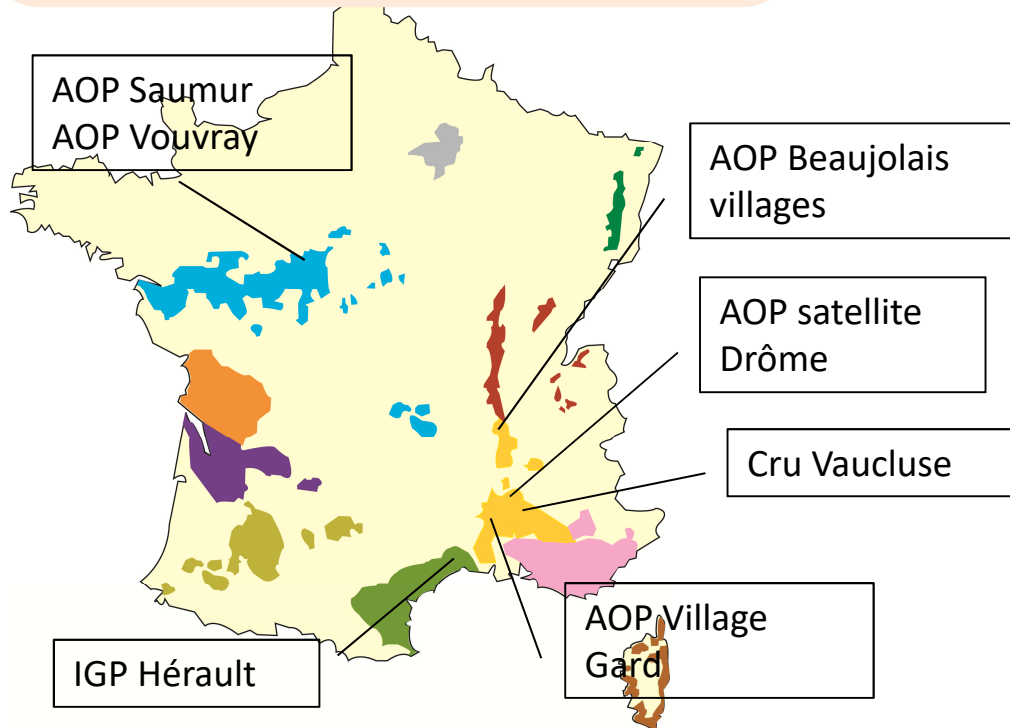 AOP Saumur
AOP Vouvray
AOP Beaujolais
villages
AOP satellite
Drôme
Cru Vaucluse
AOP Village
Gard
IGP Hérault